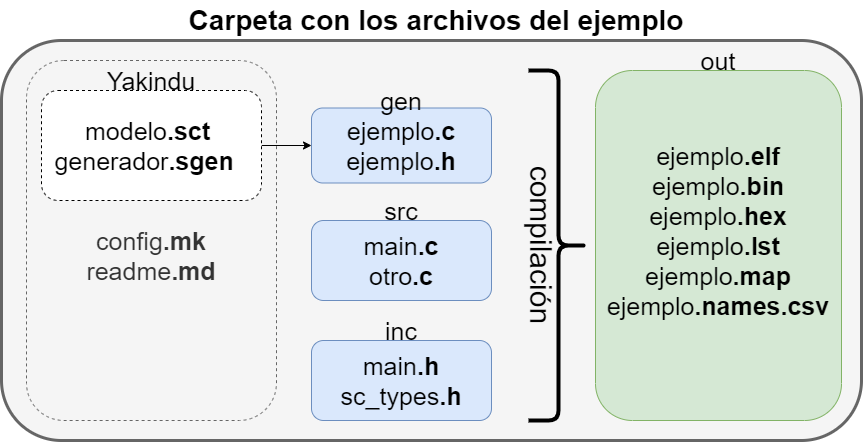 Carpeta con los archivos del ejemplo
Yakindu
modelo.sct
generador.sgen
config.mk
readme.md
gen
ejemplo.c
ejemplo.h
src
main.c
otro.c
inc
main.h
sc_types.h
compilación
out
ejemplo.elf
ejemplo.bin
ejemplo.hex
ejemplo.lst
ejemplo.map
ejemplo.names.csv